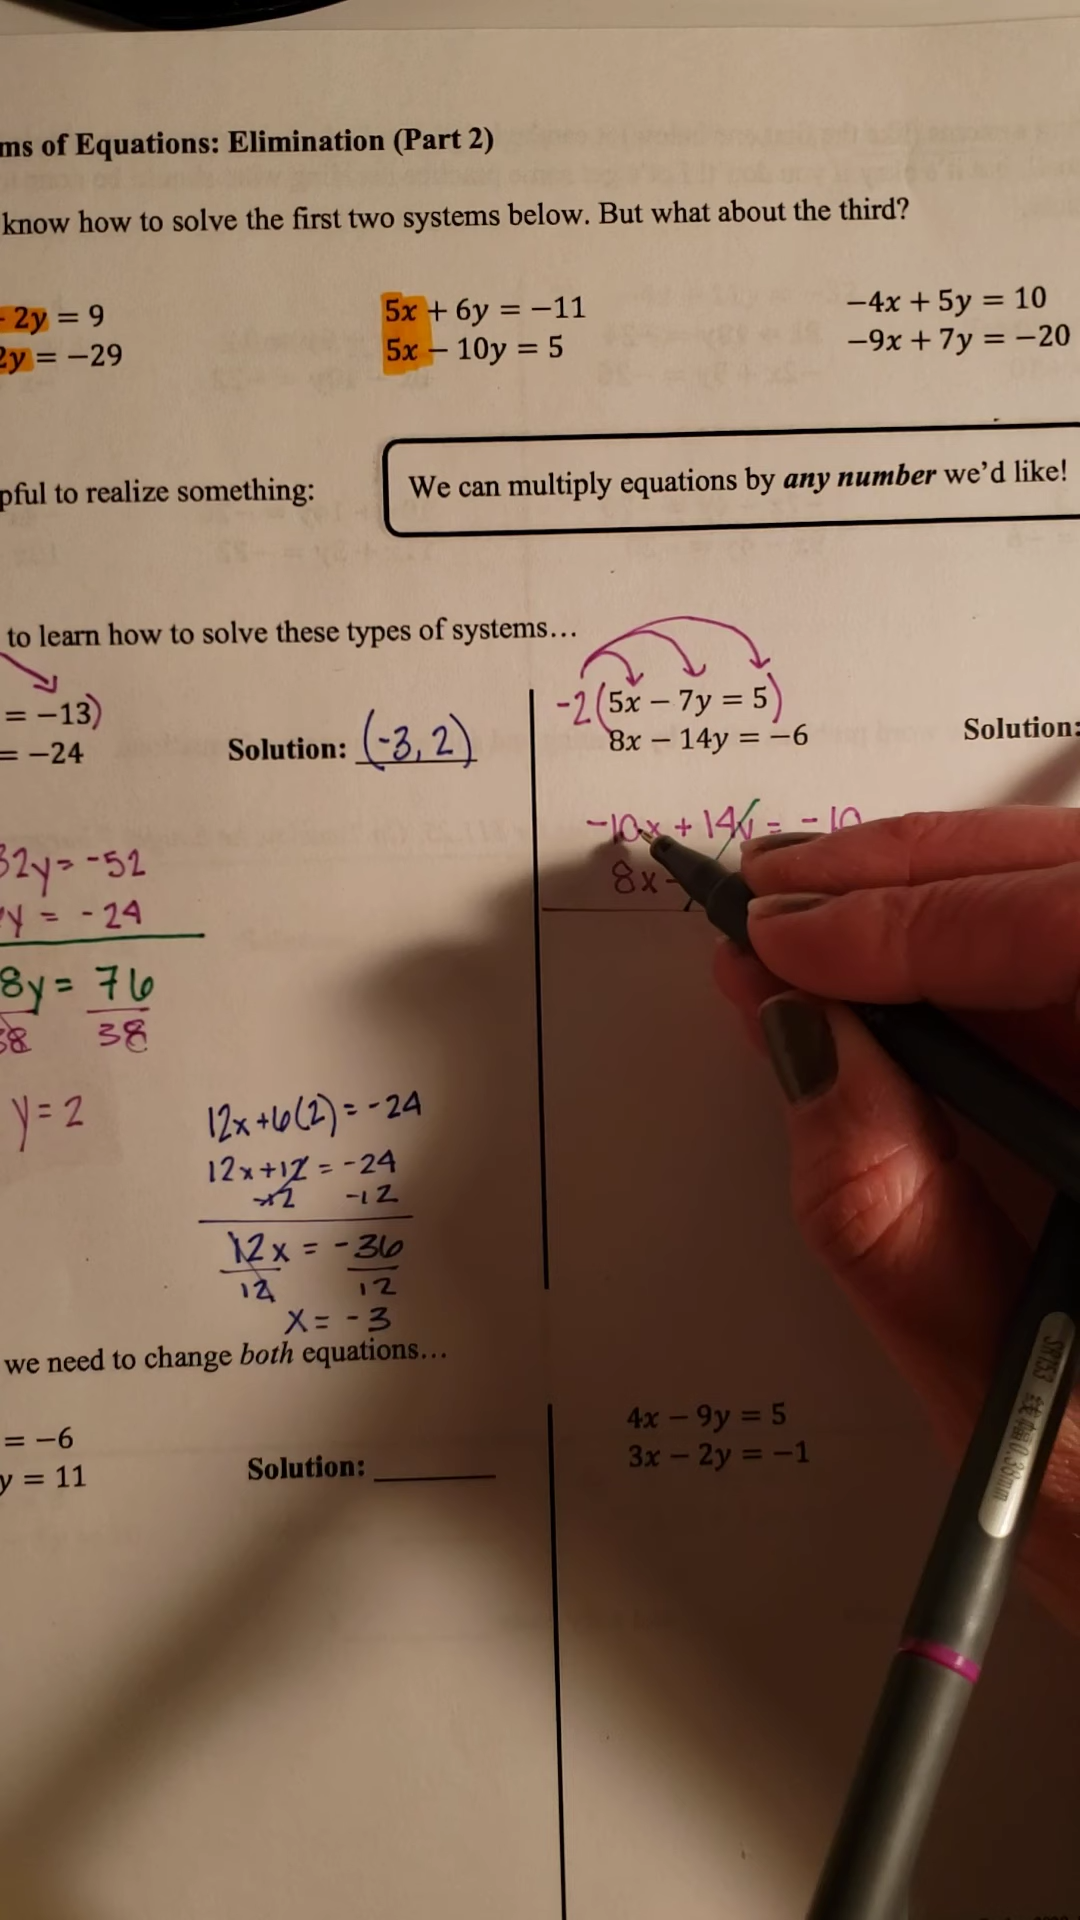 ms of Equations: Elimination (Part 2)
know how to solve the first two systems below. But what about the third?
- 2y = 9
2y = −29
5x + 6y = −11
5x − 10y = 5
−4x + 5y = 10
−9x + 7y = −20
pful to realize something:
We can multiply equations by any number we'd like!
to learn how to solve these types of systems…
= −13)
= −24
Solution: (-3, 2)
32y = -52
y = -24
8y = 76
38 38
y = 2
12x+6(2) = -24
12x+12 = -24
-12 -12
12x = -36
12 12
x = -3
-2(5x − 7y = 5)
8x − 14y = −6
Solution:
-10x + 14y = -10
8x -
we need to change both equations…
= −6
y = 11
Solution:
4x − 9y = 5
3x − 2y = −1